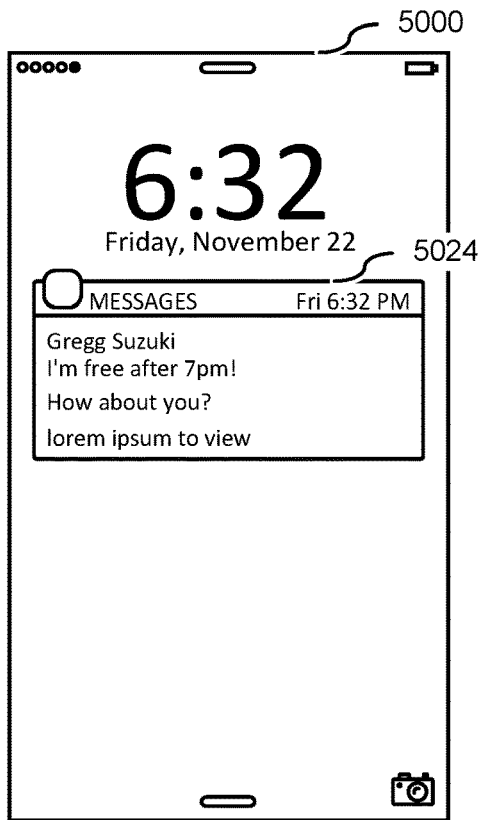 5000
6:32
Friday, November 22
5024
MESSAGES Fri 6:32 PM
Gregg Suzuki
I'm free after 7pm!
How about you?
lorem ipsum to view